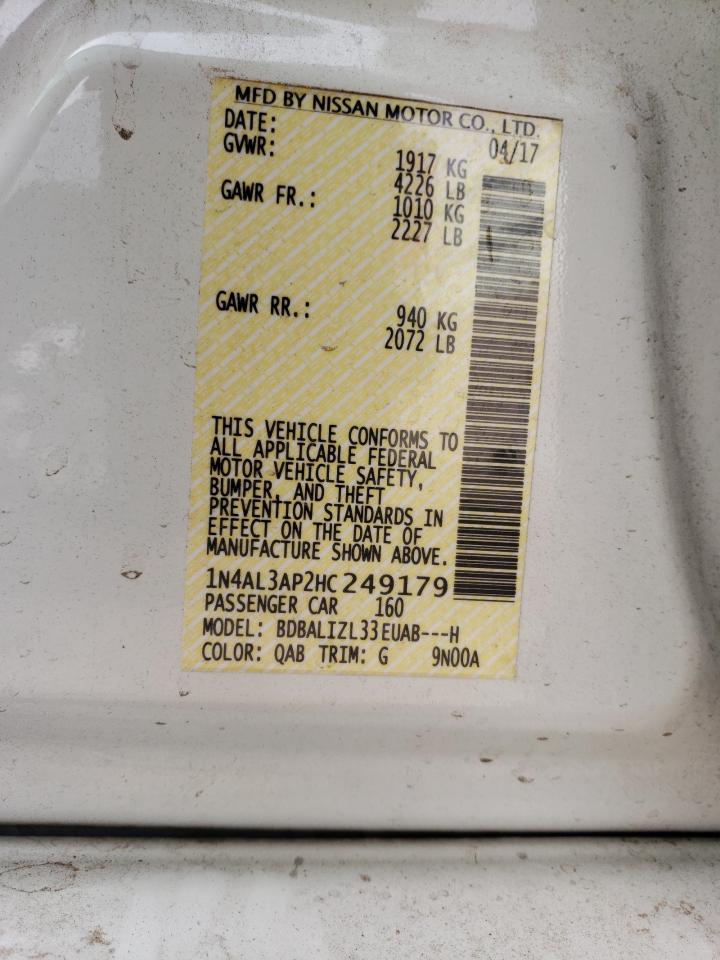 MFD BY NISSAN MOTOR CO., LTD.
DATE: 04/17
GVWR: 1917 KG
4226 LB
GAWR FR.: 1010 KG
2227 LB
GAWR RR.: 940 KG
2072 LB
THIS VEHICLE CONFORMS TO
ALL APPLICABLE FEDERAL
MOTOR VEHICLE SAFETY,
BUMPER, AND THEFT
PREVENTION STANDARDS IN
EFFECT ON THE DATE OF
MANUFACTURE SHOWN ABOVE.
1N4AL3AP2HC249179
PASSENGER CAR 160
MODEL: BDBALIZL33EUAB---H
COLOR: QAB TRIM: G 9N00A